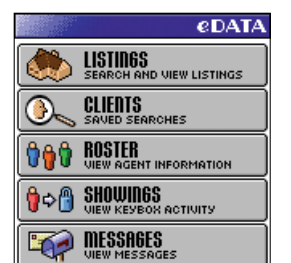 eDATA
LISTINGS
SEARCH AND VIEW LISTINGS
CLIENTS
SAVED SEARCHES
ROSTER
VIEW AGENT INFORMATION
SHOWINGS
VIEW KEYBOX ACTIVITY
MESSAGES
VIEW MESSAGES